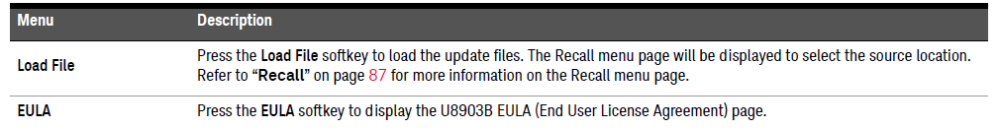 Menu Description
Load File Press the Load File softkey to load the update files. The Recall menu page will be displayed to select the source location.
Refer to “Recall” on page 87 for more information on the Recall menu page.
EULA Press the EULA softkey to display the U8903B EULA (End User License Agreement) page.